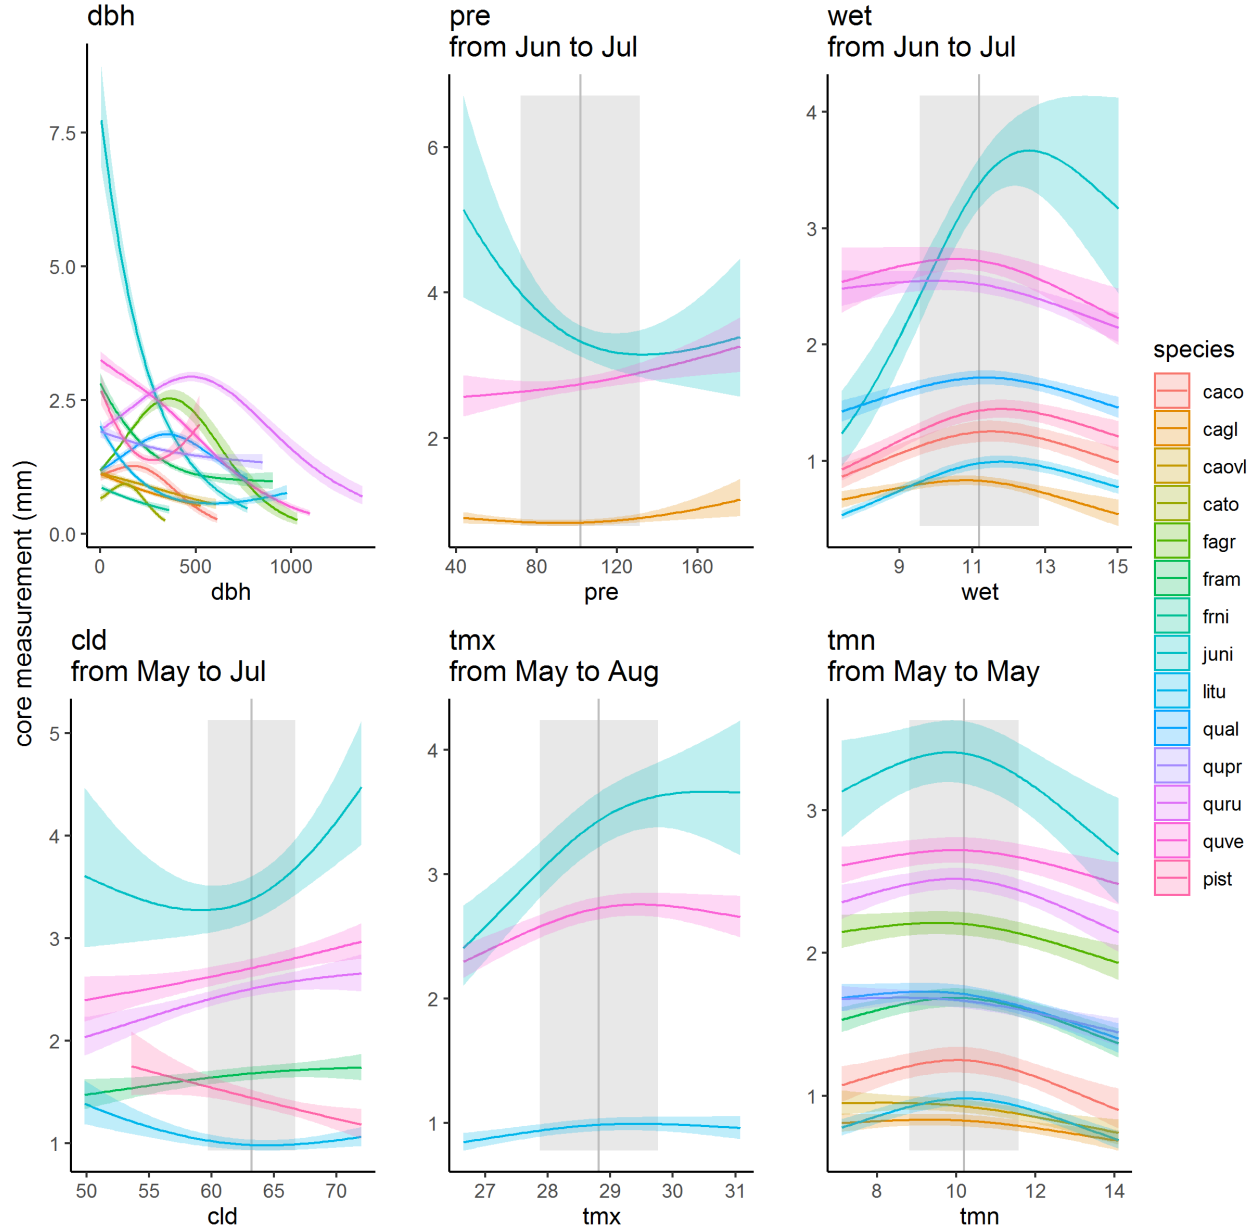 dbh
7.5
5.0
2.5
0.0
0
500
1000
dbh
pre
from Jun to Jul
6
4
2
40
80
120
160
pre
wet
from Jun to Jul
4
3
2
1
9
11
13
15
wet
core measurement (mm)
cld
from May to Jul
5
4
3
2
1
50
55
60
65
70
cld
tmx
from May to Aug
4
3
2
1
27
28
29
30
31
tmx
tmn
from May to May
3
2
1
8
10
12
14
tmn
species
caco
cagl
caovl
cato
fagr
fram
frni
juni
litu
qual
qupr
quru
quve
pist